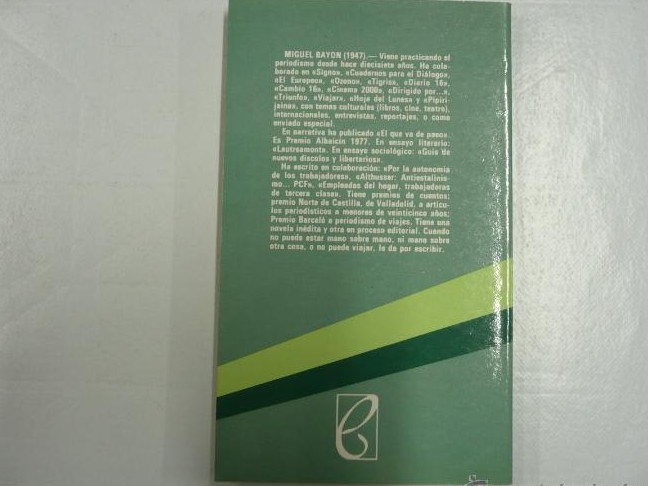 MIGUEL BAYON (1947).— Viene practicando el
periodismo desde hace diecisiete años. Ha cola-
borado en «Signo», «Cuadernos para el Diálogo»,
«El Europeo», «Ozono», «Tigris», «Diario 16»,
«Cambio 16», «Cinema 2000», «Dirigido por...»,
«Triunfo», «Viajar», «Hoja del Lunes» y «Pipiri-
jaina», con temas culturales (libros, cine, teatro),
internacionales, entrevistas, reportajes, o como
enviado especial.
En narrativa ha publicado «El que va de paso».
Es Premio Albaicín 1977. En ensayo literario:
«Lautreamont». En ensayo sociológico: «Guía de
nuevos díscolos y libertarios».
Ha escrito en colaboración: «Por la autonomía
de los trabajadores», «Althusser: Antiestalinis-
mo... PCF», «Empleadas del hogar, trabajadoras
de tercera clase». Tiene premios de cuentos;
premio Norte de Castilla, de Valladolid, a artícu-
los periodísticos a menores de veinticinco años;
Premio Barceló a periodismo de viajes. Tiene una
novela inédita y otra en proceso editorial. Cuando
no puede estar mano sobre mano, ni mano sobre
otra cosa, o no puede viajar, le da por escribir.